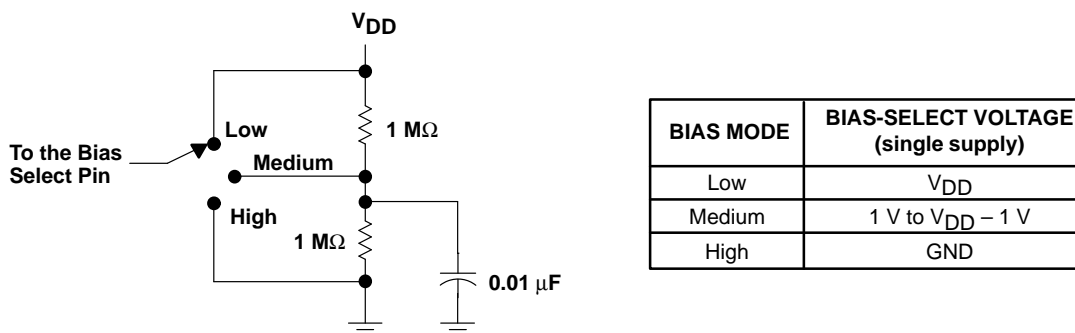 VDD
1 MΩ
Low
To the Bias
Select Pin
Medium
High
1 MΩ
0.01 μF
BIAS MODE
BIAS-SELECT VOLTAGE
(single supply)
Low
VDD
Medium
1 V to VDD – 1 V
High
GND